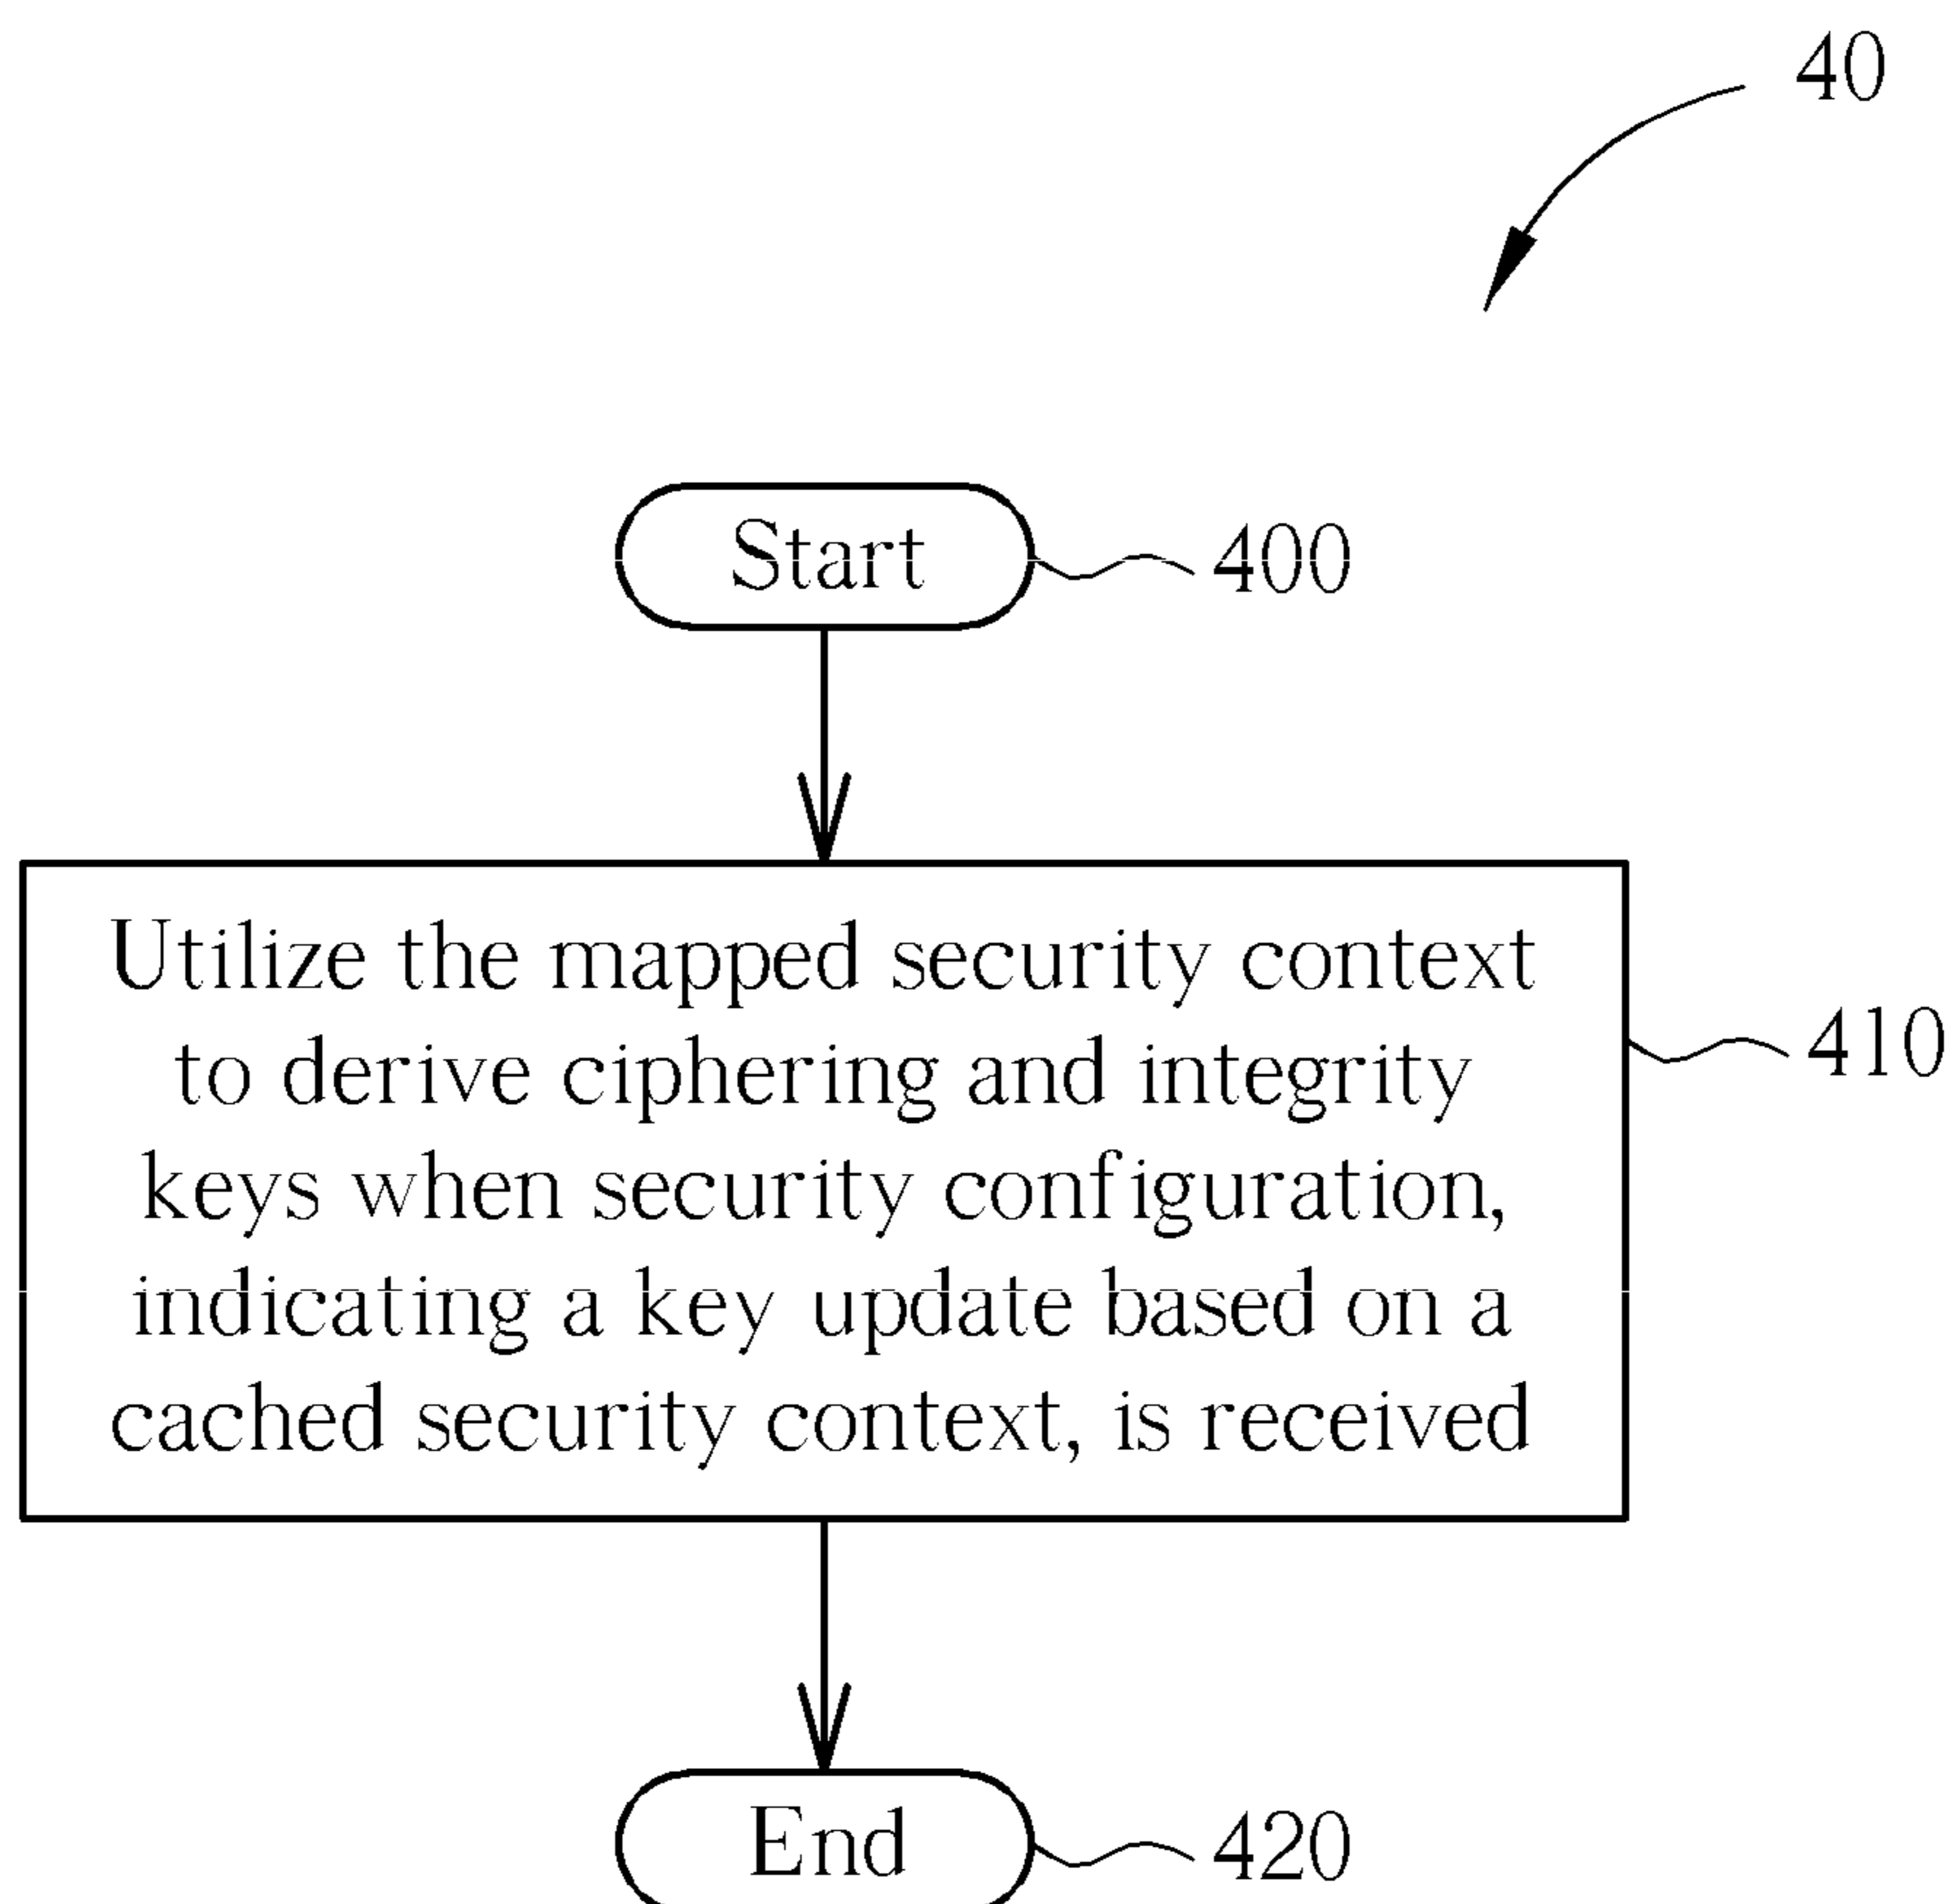 40
Start
400
Utilize the mapped security context
to derive ciphering and integrity
keys when security configuration,
indicating a key update based on a
cached security context, is received
410
End
420